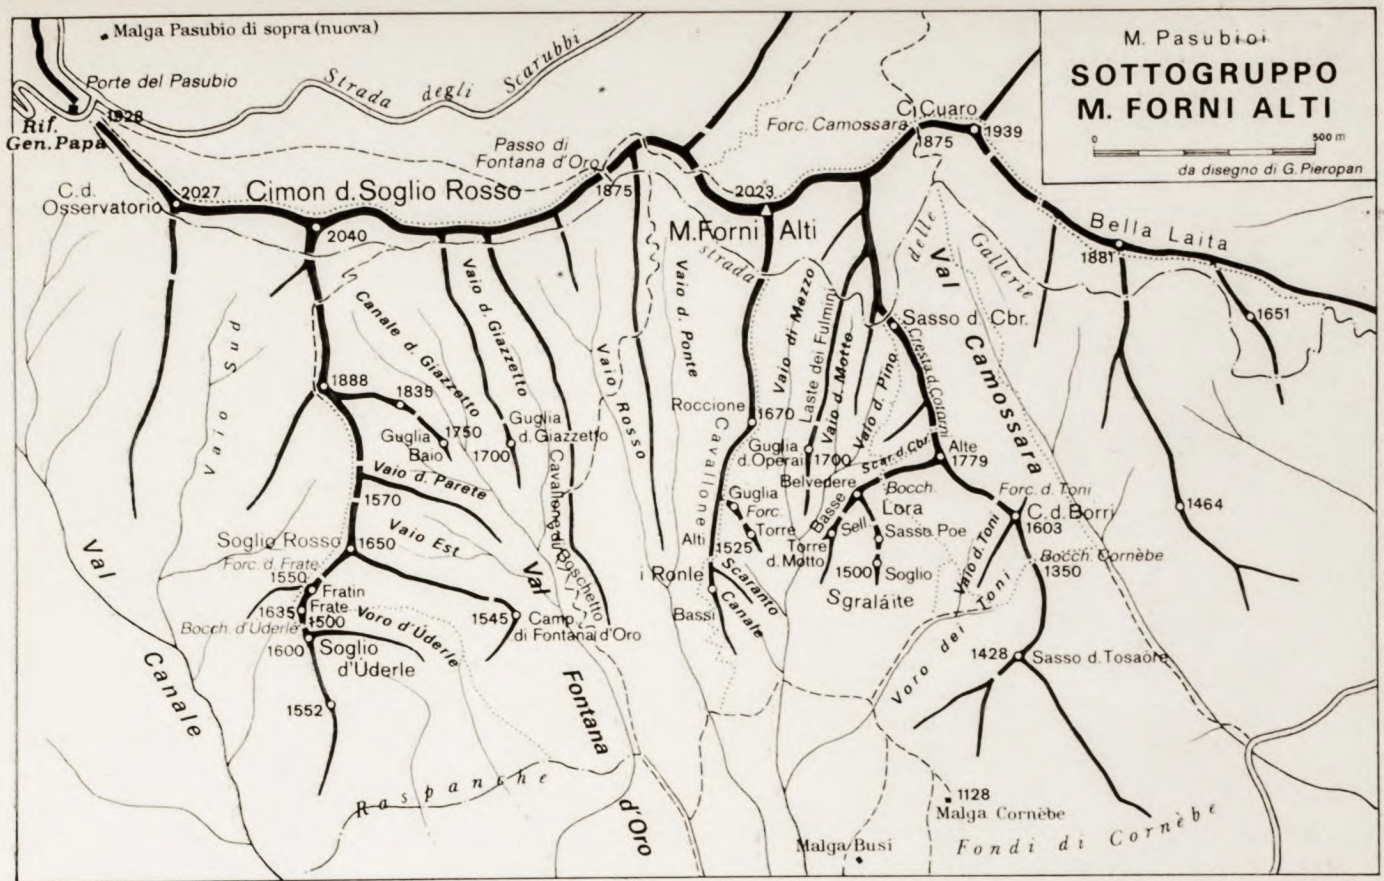 M. Pasubioi
SOTTOGRUPPO
M. FORNI ALTI
0 500 m
da disegno di G. Pieropan
Malga Pasubio di sopra (nuova)
Porte del Pasubio
Strada degli Scarubbi
1928
Rif.
Gen. Papa
C. d.
Osservatorio
2027
Cimon d. Soglio Rosso
2040
Passo di
Fontana d'Oro
1875
2023
M. Forni Alti
strada
delle
Gallerie
Forc. Camossara
1875
C. Cuaro
1939
Bella Laita
1881
1651
1464
Val Camossara
Vaio Sud
Canale d. Giazzetto
Vaio d. Giazzetto
Vaio Rosso
Vaio d. Ponte
Vaio di Mezzo
Laste dei Fulmini
Vaio d. Motto
Vaio d. Pino
Sasso d. Cbr.
Cresta d. Cotorni
1888
1835
1750
Guglia
Baio
1700
Guglia
d. Giazzetto
Cavallone di Boschetto
Roccione
1670
Cavallone
Guglia
d. Operai
1700
Scar. d. Cbr.
Alte
1779
Belvedere
Bocch.
Lora
Forc. d. Toni
C. d. Borri
1603
Vaio d. Parete
1570
Vaio Est
Soglio Rosso
1650
Forc. d. Frate
1550
Fratin
1635
Frate
1500
Bocch. d'Uderle
1600
Soglio
d'Uderle
Voro d'Uderle
1552
1545
Camp.
di Fontana d'Oro
Guglia
Forc.
Torre
Alti
1525
i Ronle
Bassi
Scaranto
Canale
Basse
Sell
Torre
d. Motto
Sasso Poe
1500
Soglio
Sgraláite
Vaio d. Toni
Bocch. Cornèbe
1350
Voro dei Toni
1428
Sasso d. Tosaòre
Val
Canale
Val
Fontana
d'Oro
Raspanche
1128
Malga Cornèbe
Malga Busi
Fondi di Cornèbe